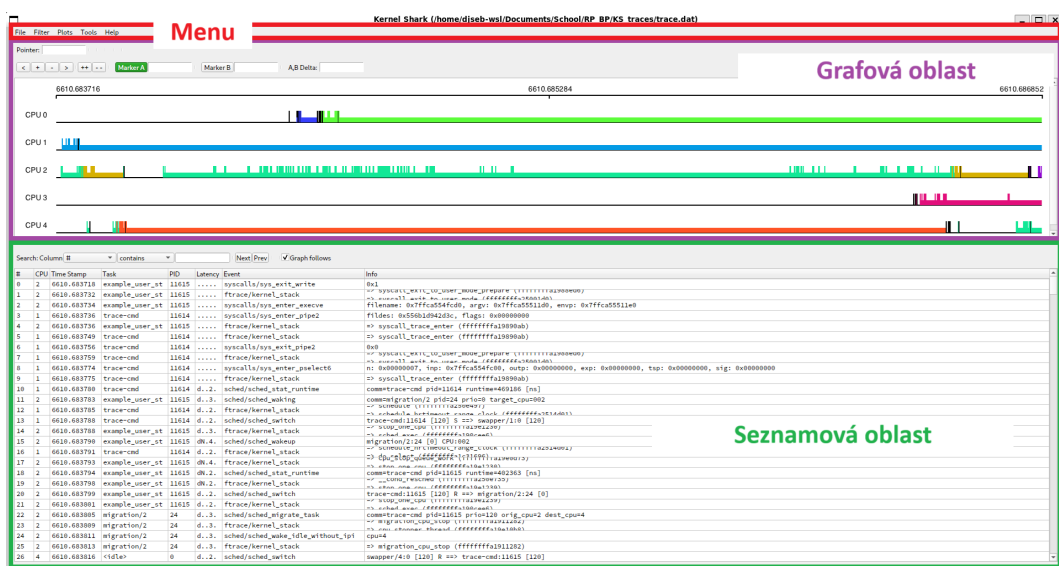 Kernel Shark (/home/djseb-wsl/Documents/School/RP_BP/KS_traces/trace.dat)
File Filter Plots Tools Help
Menu
Pointer:
< + - > ++ -- Marker A Marker B A,B Delta:
Grafová oblast
6610.683716 6610.685284 6610.686852
CPU 0
CPU 1
CPU 2
CPU 3
CPU 4
Search: Column # contains Next Prev Graph follows
# CPU Time Stamp Task PID Latency Event Info
0 2 6610.683718 example_user_st 11615 ..... syscalls/sys_exit_write 0x1
1 2 6610.683732 example_user_st 11615 ..... ftrace/kernel_stack
2 2 6610.683734 example_user_st 11615 ..... syscalls/sys_enter_execve filename: 0x7ffca554fcd0, argv: 0x7ffca55511d0, envp: 0x7ffca55511e0
3 1 6610.683736 trace-cmd 11614 ..... syscalls/sys_enter_pipe2 fildes: 0x556b1d942d3c, flags: 0x00000000
4 2 6610.683736 example_user_st 11615 ..... ftrace/kernel_stack => syscall_trace_enter (ffffffffa19890ab)
5 1 6610.683749 trace-cmd 11614 ..... ftrace/kernel_stack => syscall_trace_enter (ffffffffa19890ab)
6 1 6610.683756 trace-cmd 11614 ..... syscalls/sys_exit_pipe2 0x0
7 1 6610.683759 trace-cmd 11614 ..... ftrace/kernel_stack
8 1 6610.683774 trace-cmd 11614 ..... syscalls/sys_enter_pselect6 n: 0x00000007, inp: 0x7ffca554fc00, outp: 0x00000000, exp: 0x00000000, tsp: 0x00000000, sig: 0x00000000
9 1 6610.683775 trace-cmd 11614 ..... ftrace/kernel_stack => syscall_trace_enter (ffffffffa19890ab)
10 1 6610.683780 trace-cmd 11614 d..2. sched/sched_stat_runtime comm=trace-cmd pid=11614 runtime=469186 [ns]
11 2 6610.683783 example_user_st 11615 d..3. sched/sched_waking comm=migration/2 pid=24 prio=0 target_cpu=002
12 1 6610.683785 trace-cmd 11614 d..2. ftrace/kernel_stack
13 1 6610.683788 trace-cmd 11614 d..2. sched/sched_switch trace-cmd:11614 [120] S ==> swapper/1:0 [120]
14 2 6610.683788 example_user_st 11615 d..3. ftrace/kernel_stack
15 2 6610.683790 example_user_st 11615 dN.4. sched/sched_wakeup migration/2:24 [0] CPU:002
16 1 6610.683791 trace-cmd 11614 d..2. ftrace/kernel_stack
17 2 6610.683793 example_user_st 11615 dN.4. ftrace/kernel_stack
18 2 6610.683794 example_user_st 11615 dN.2. sched/sched_stat_runtime comm=trace-cmd pid=11615 runtime=402363 [ns]
19 2 6610.683798 example_user_st 11615 dN.2. ftrace/kernel_stack
20 2 6610.683799 example_user_st 11615 d..2. sched/sched_switch trace-cmd:11615 [120] R ==> migration/2:24 [0]
21 2 6610.683801 example_user_st 11615 d..2. ftrace/kernel_stack
22 2 6610.683805 migration/2 24 d..3. sched/sched_migrate_task comm=trace-cmd pid=11615 prio=120 orig_cpu=2 dest_cpu=4
23 2 6610.683809 migration/2 24 d..3. ftrace/kernel_stack
24 2 6610.683811 migration/2 24 d..3. sched/sched_wake_idle_without_ipi cpu=4
25 2 6610.683813 migration/2 24 d..3. ftrace/kernel_stack => migration_cpu_stop (ffffffffa1911282)
26 4 6610.683816 <idle> 0 d..2. sched/sched_switch swapper/4:0 [120] R ==> trace-cmd:11615 [120]
Seznamová oblast